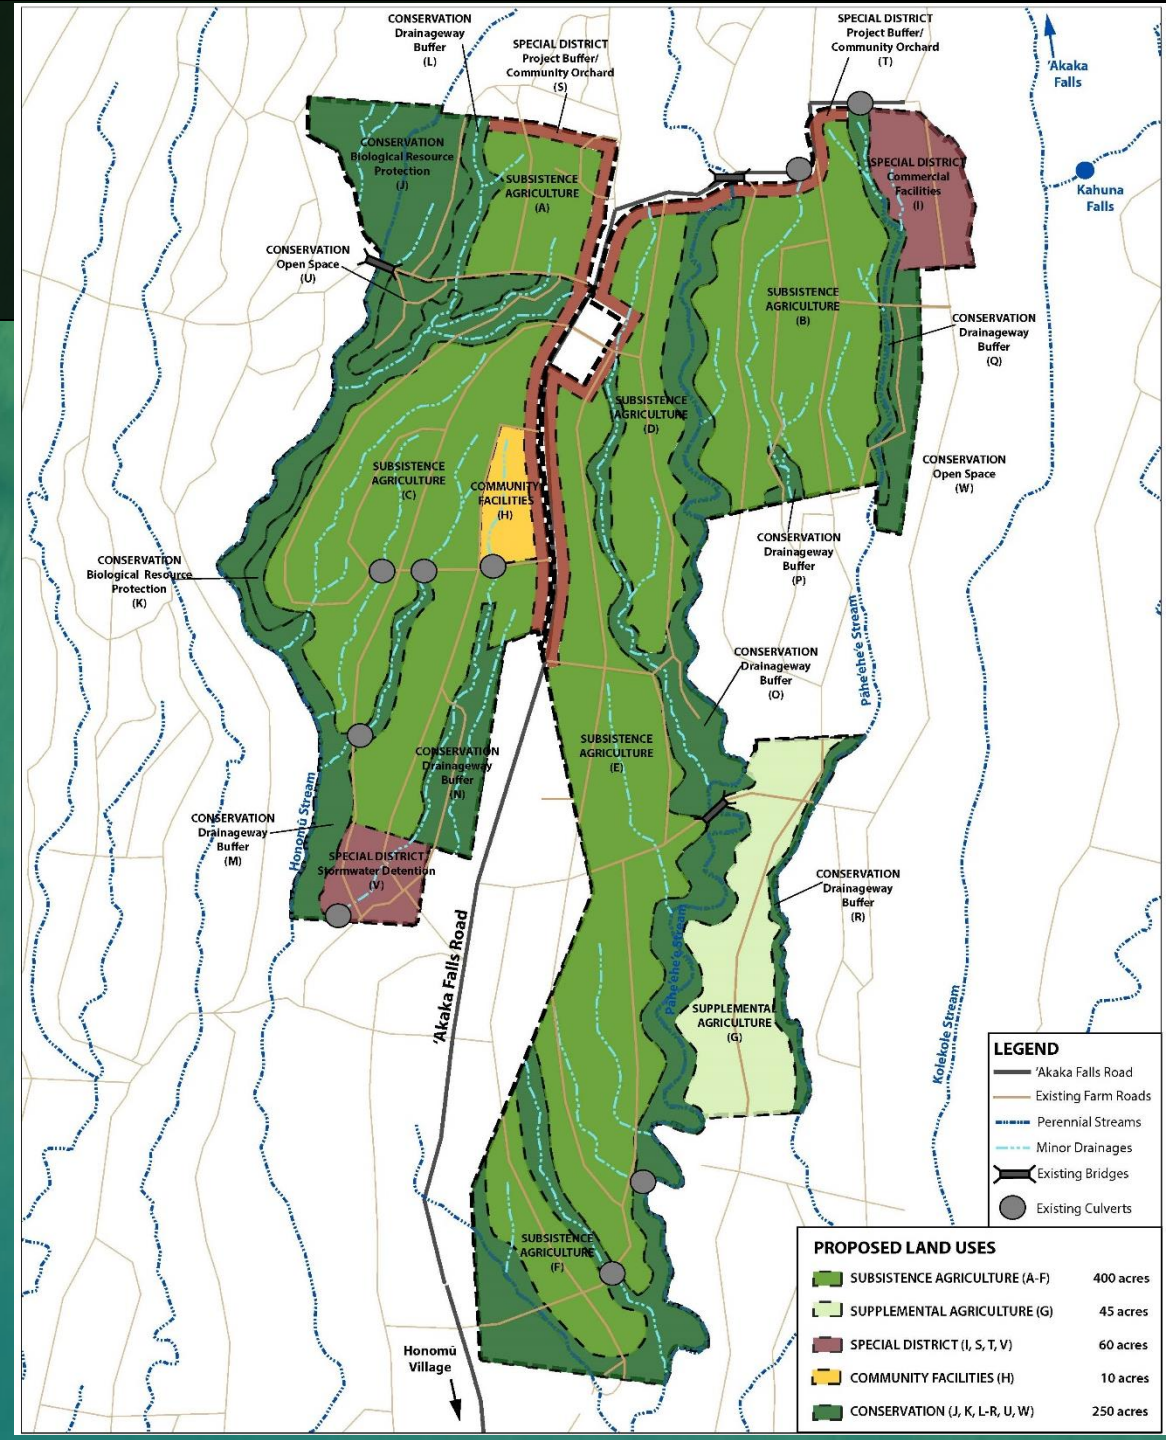 CONSERVATION
Drainageway
Buffer
(L)
SPECIAL DISTRICT
Project Buffer/
Community Orchard
(S)
SPECIAL DISTRICT
Project Buffer/
Community Orchard
(T)
'Akaka
Falls
CONSERVATION
Biological Resource
Protection
(J)
SUBSISTENCE
AGRICULTURE
(A)
SPECIAL DISTRICT
Commercial
Facilities
(I)
Kahuna
Falls
CONSERVATION
Open Space
(U)
SUBSISTENCE
AGRICULTURE
(B)
CONSERVATION
Drainageway
Buffer
(Q)
SUBSISTENCE
AGRICULTURE
(D)
SUBSISTENCE
AGRICULTURE
(C)
COMMUNITY
FACILITIES
(H)
CONSERVATION
Open Space
(W)
CONSERVATION
Drainageway
Buffer
(P)
CONSERVATION
Biological Resource
Protection
(K)
Pāhe'ehe'e Stream
CONSERVATION
Drainageway
Buffer
(O)
SUBSISTENCE
AGRICULTURE
(E)
CONSERVATION
Drainageway
Buffer
(N)
Honomū Stream
CONSERVATION
Drainageway
Buffer
(M)
SPECIAL DISTRICT
Stormwater Detention
(V)
CONSERVATION
Drainageway
Buffer
(R)
'Akaka Falls Road
Pāhe'ehe'e Stream
SUPPLEMENTAL
AGRICULTURE
(G)
Kolekole Stream
SUBSISTENCE
AGRICULTURE
(F)
Honomū
Village
LEGEND
'Akaka Falls Road
Existing Farm Roads
Perennial Streams
Minor Drainages
Existing Bridges
Existing Culverts
PROPOSED LAND USES
SUBSISTENCE AGRICULTURE (A-F) 400 acres
SUPPLEMENTAL AGRICULTURE (G) 45 acres
SPECIAL DISTRICT (I, S, T, V) 60 acres
COMMUNITY FACILITIES (H) 10 acres
CONSERVATION (J, K, L-R, U, W) 250 acres